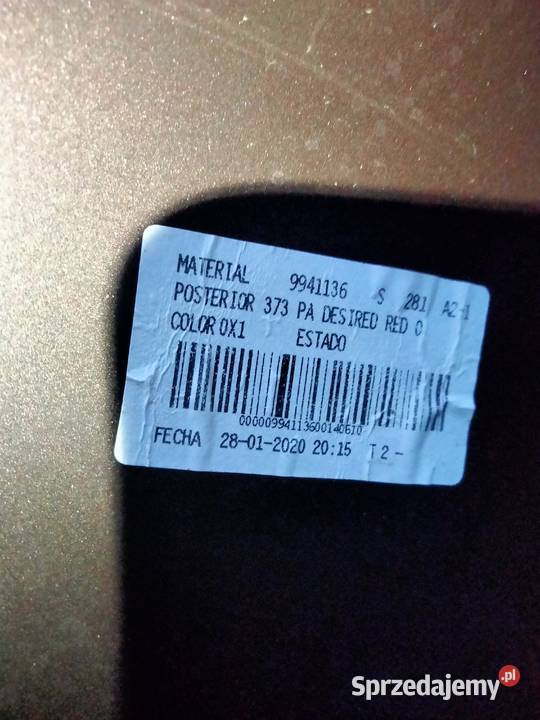 MATERIAL 9941136 S 281 A2-1
POSTERIOR 373 PA DESIRED RED O
COLOR 0X1 ESTADO
00000994113600140610
FECHA 28-01-2020 20:15 T 2 -
Sprzedajemy.pl